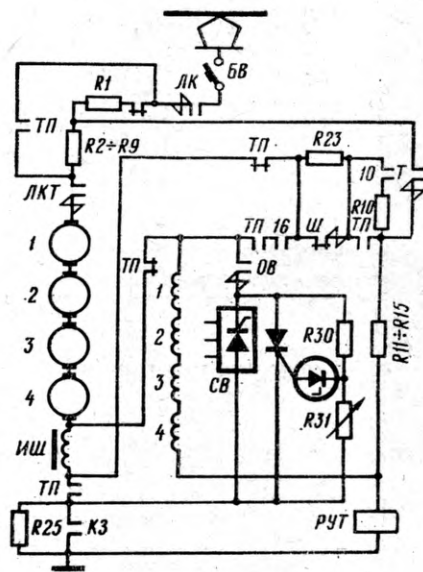 БВ
R1
ЛК
ТП
R2÷R9
ТП
R23
10
Т
R10
ЛКТ
ТП
16
Ш
ТП
ТП
ОВ
1
1
2
2
R30
R11÷R15
3
3
СВ
R31
4
4
ИШ
ТП
R25
КЗ
РУТ